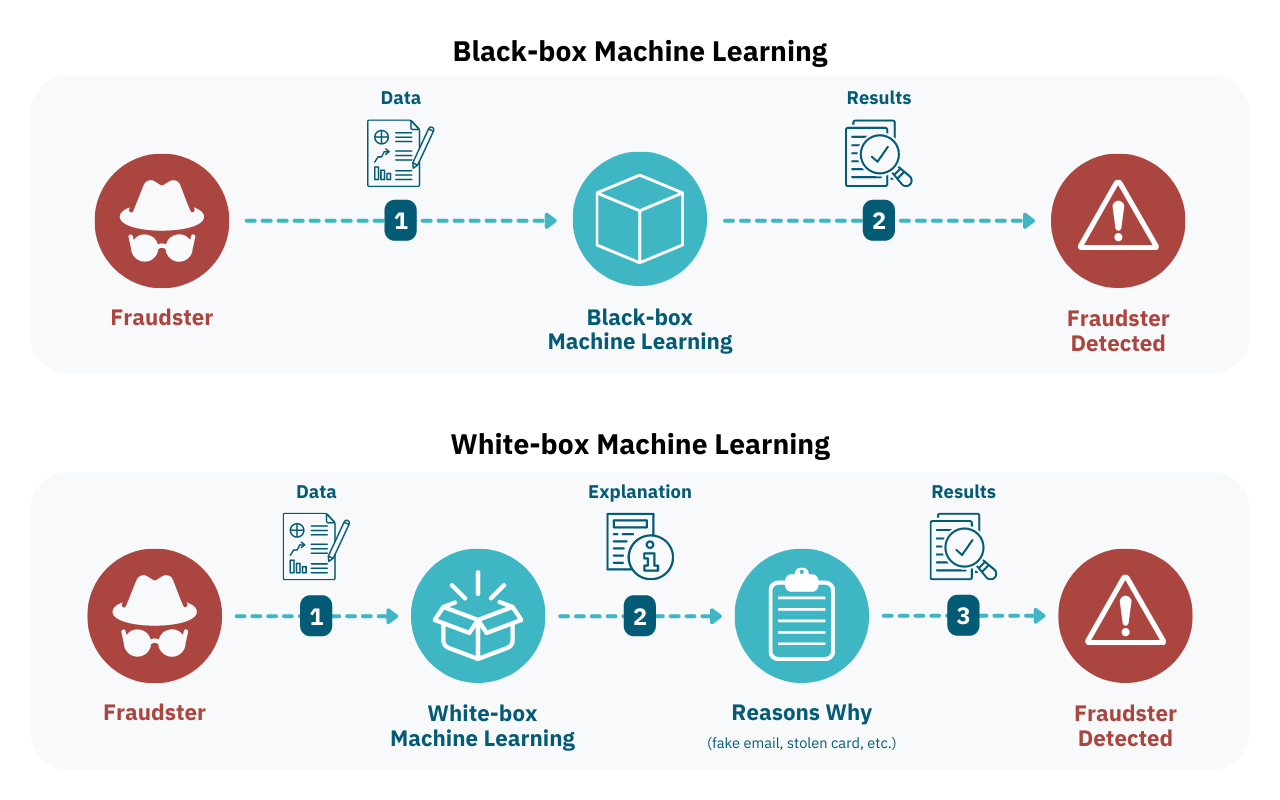 Black-box Machine Learning
Data
Results
1
2
Fraudster
Black-box
Machine Learning
Fraudster
Detected
White-box Machine Learning
Data
Explanation
Results
1
2
3
Fraudster
White-box
Machine Learning
Reasons Why
(fake email, stolen card, etc.)
Fraudster
Detected